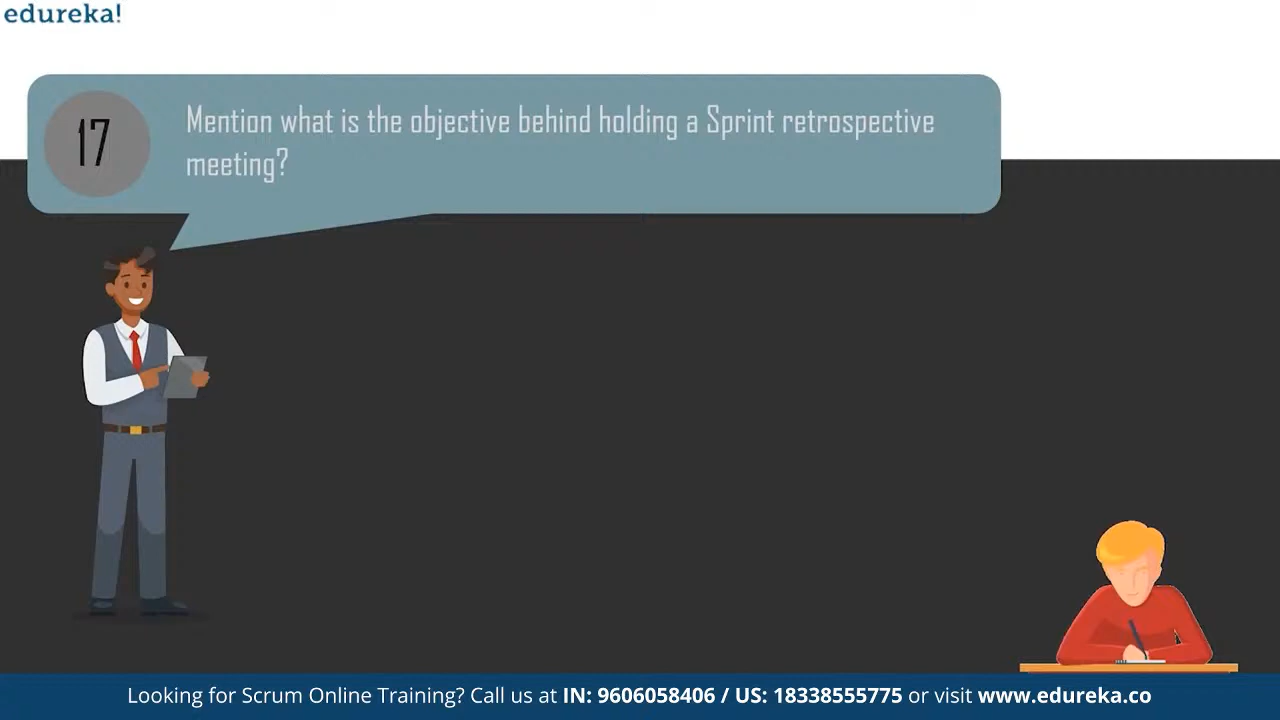 edureka!
17
Mention what is the objective behind holding a Sprint retrospective
meeting?
Looking for Scrum Online Training? Call us at IN: 9606058406 / US: 18338555775 or visit www.edureka.co